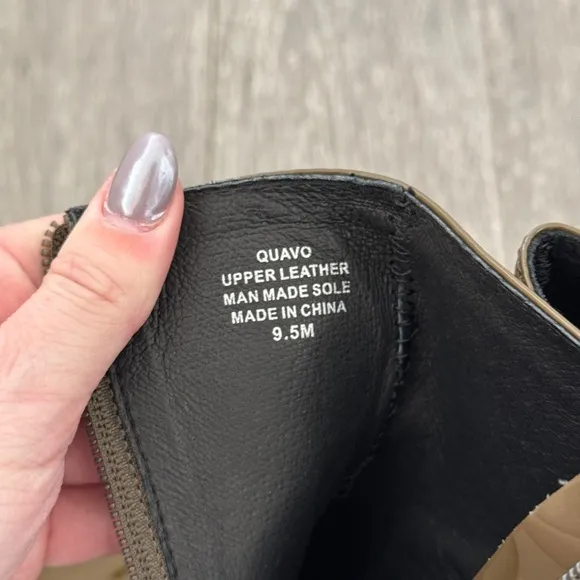 QUAVO
UPPER LEATHER
MAN MADE SOLE
MADE IN CHINA
9.5M